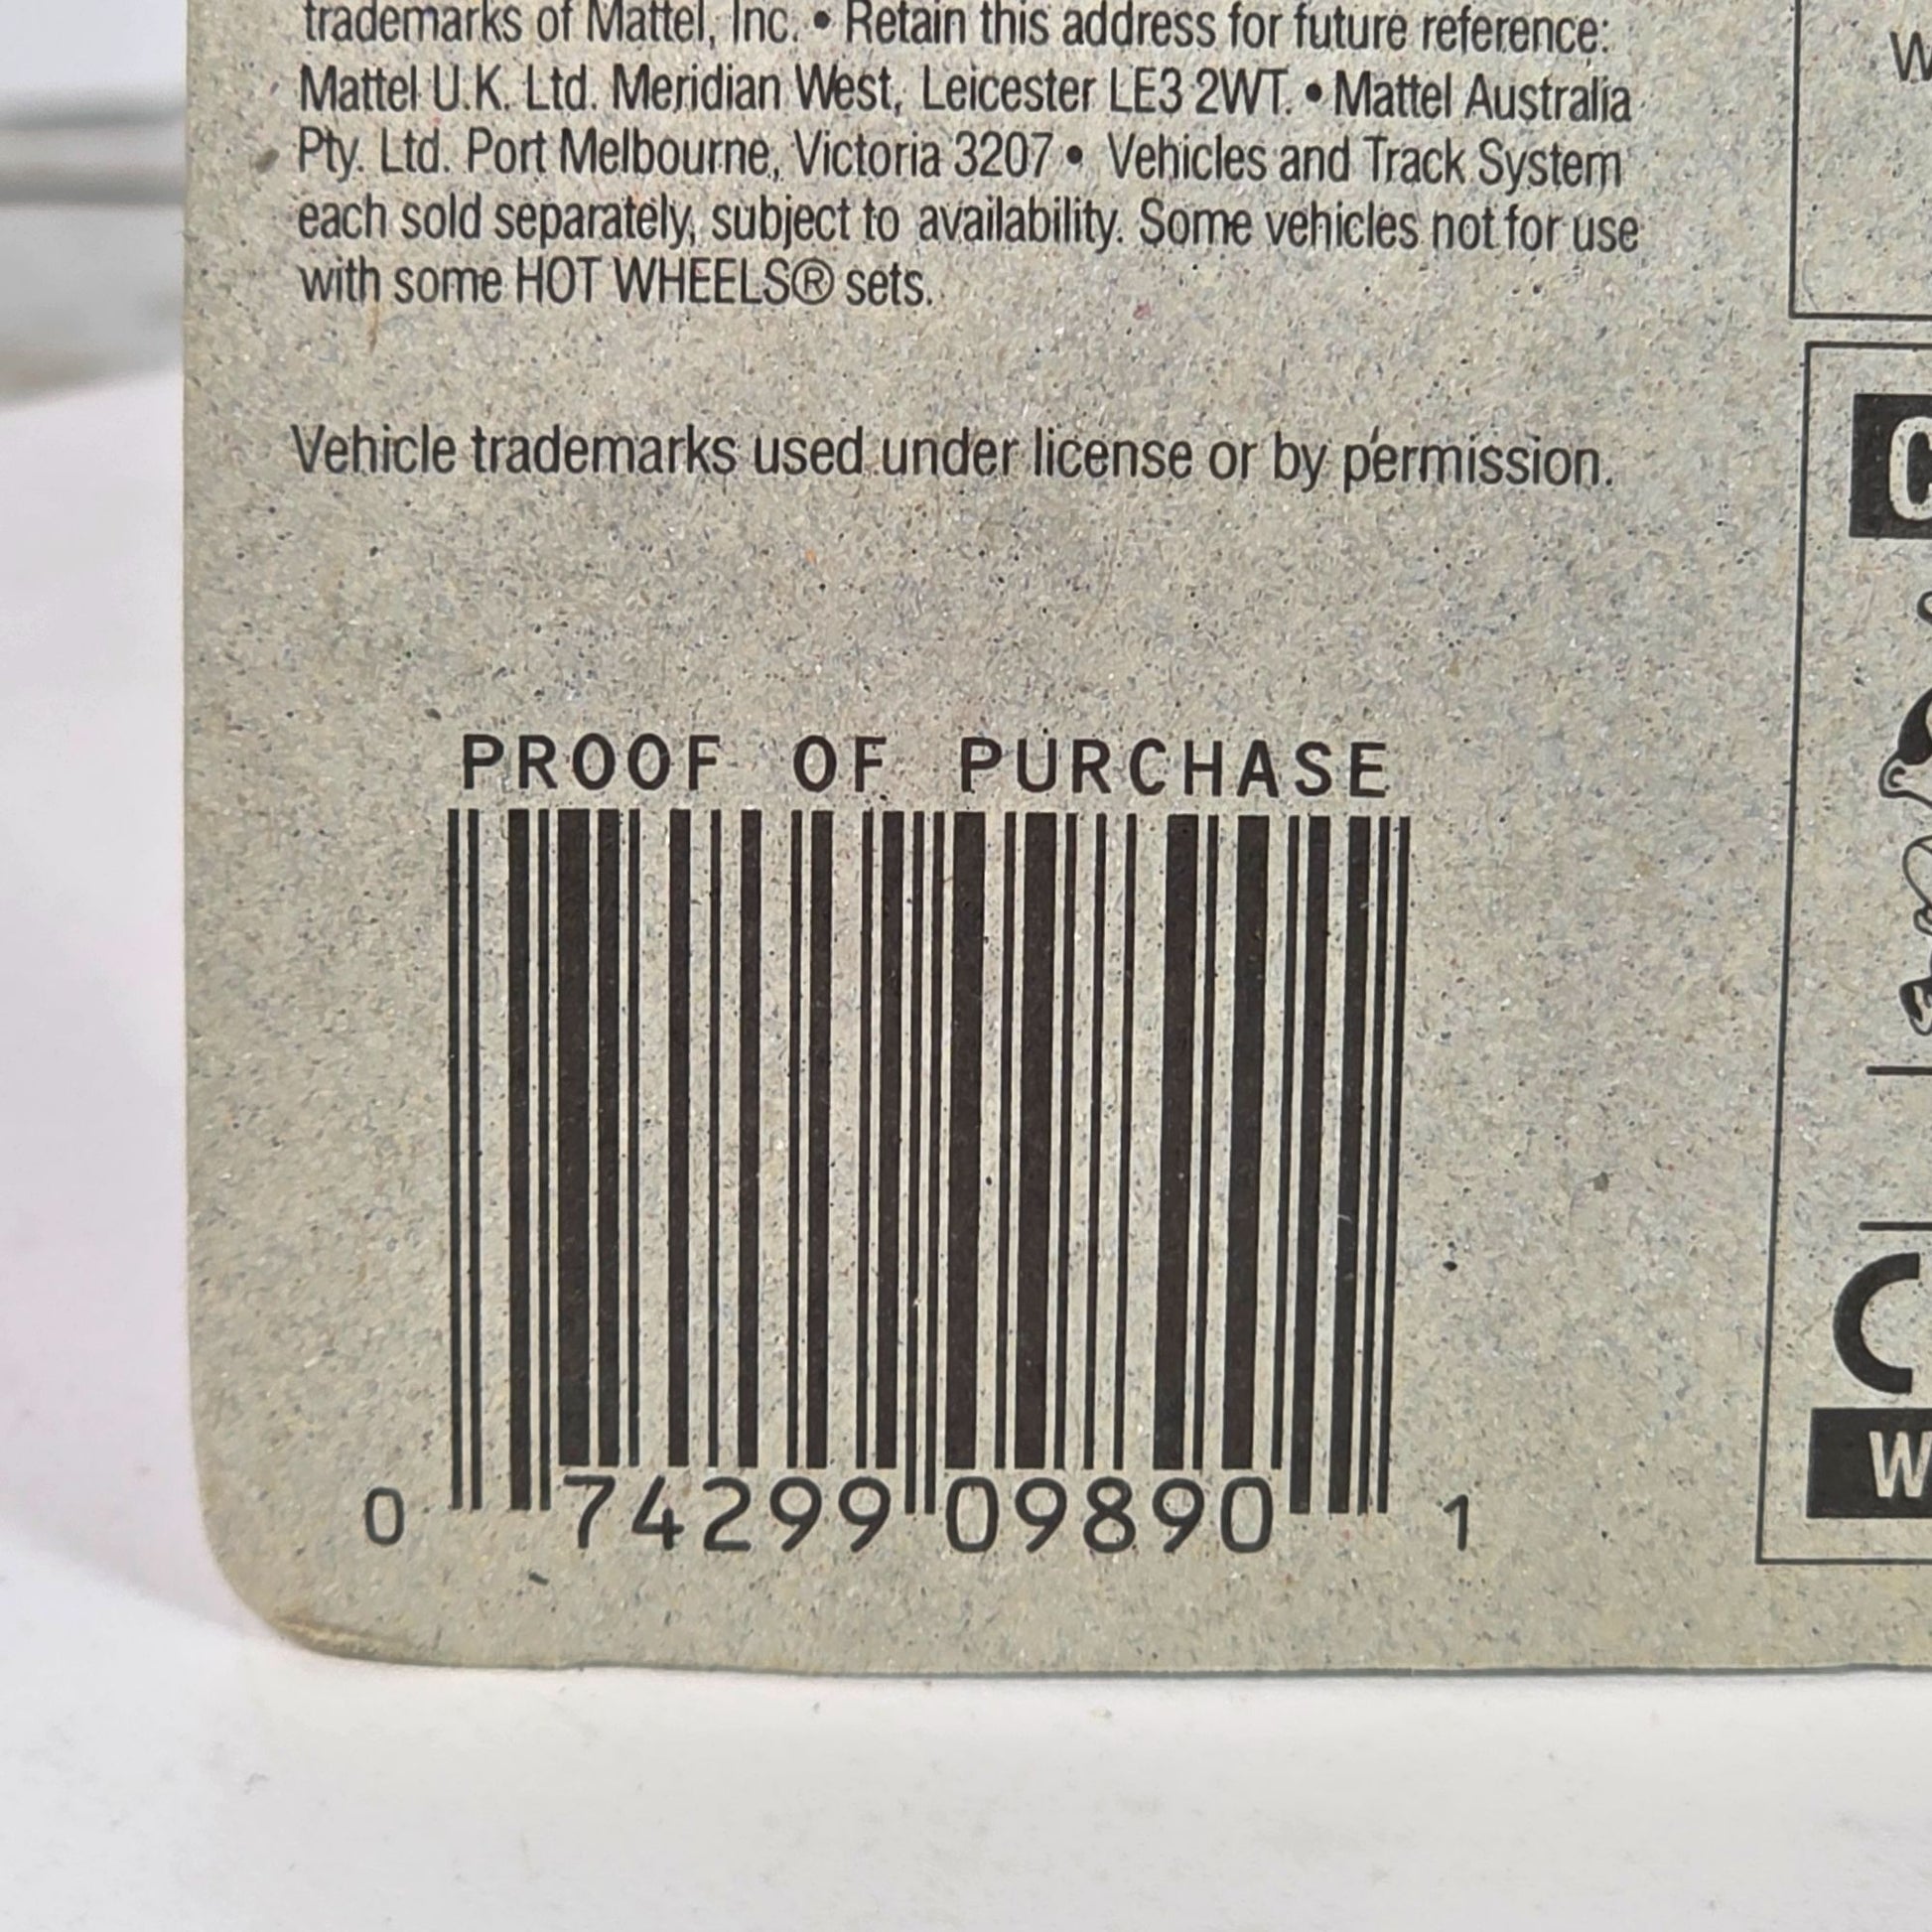 trademarks of Mattel, Inc. • Retain this address for future reference:
Mattel U.K. Ltd. Meridian West, Leicester LE3 2WT. • Mattel Australia
Pty. Ltd. Port Melbourne, Victoria 3207 • Vehicles and Track System
each sold separately, subject to availability. Some vehicles not for use
with some HOT WHEELS® sets.
Vehicle trademarks used under license or by permission.
PROOF OF PURCHASE
0 74299 09890 1